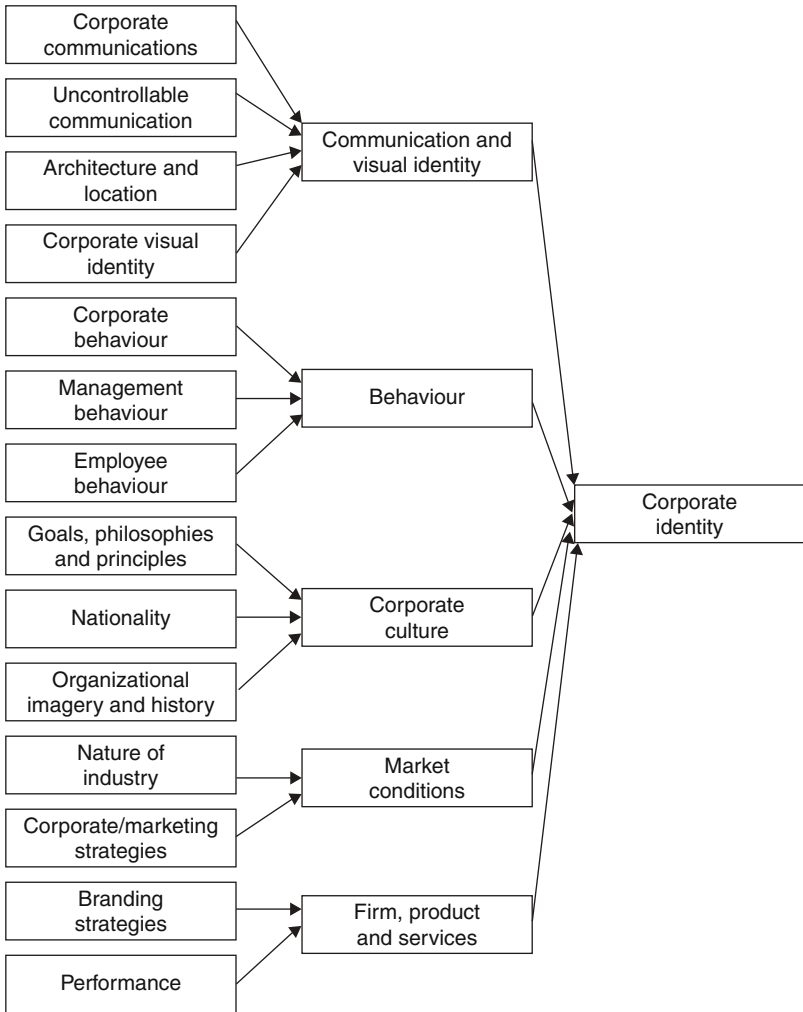 Corporate
communications
Uncontrollable
communication
Architecture and
location
Corporate visual
identity
Corporate
behaviour
Management
behaviour
Employee
behaviour
Goals, philosophies
and principles
Nationality
Organizational
imagery and history
Nature of
industry
Corporate/marketing
strategies
Branding
strategies
Performance
Communication and
visual identity
Behaviour
Corporate
culture
Market
conditions
Firm, product
and services
Corporate
identity